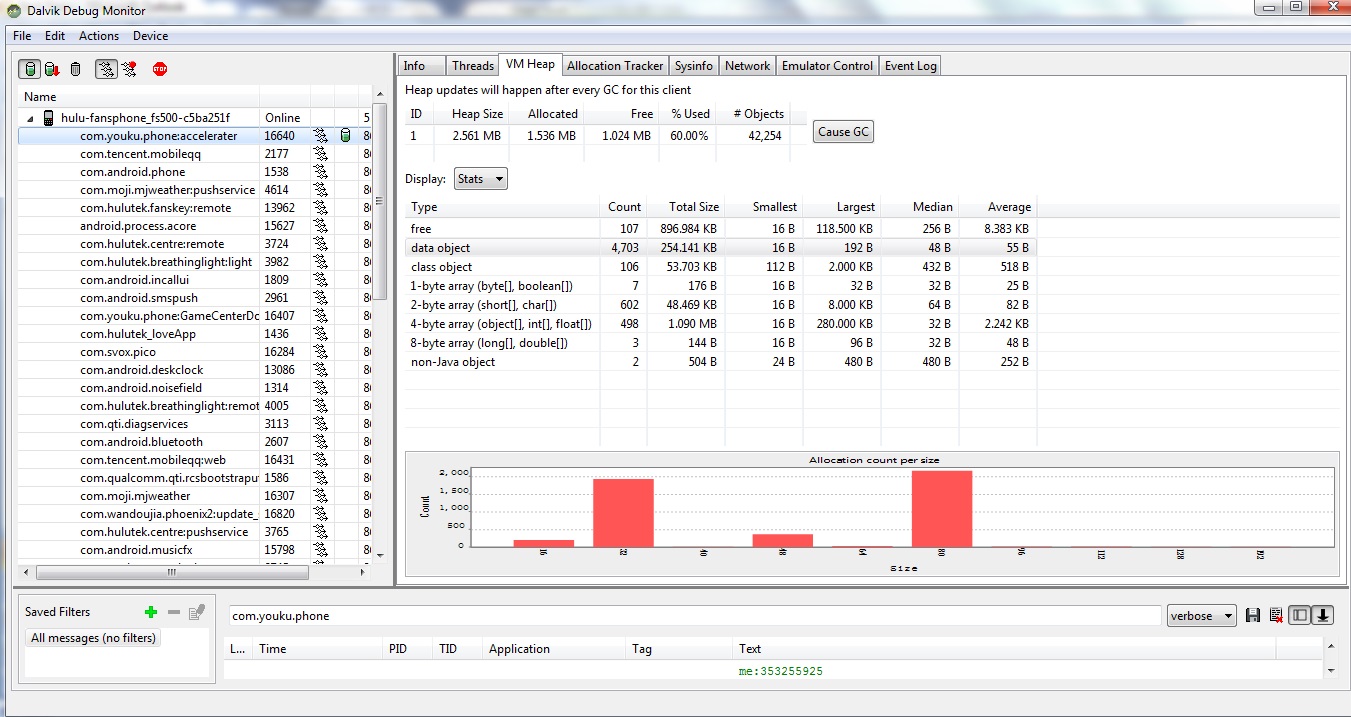 Dalvik Debug Monitor
File Edit Actions Device
Name
hulu-fansphone_fs500-c5ba251f Online 5
com.youku.phone:accelerater 16640 8
com.tencent.mobileqq 2177 8
com.android.phone 1538 8
com.moji.mjweather:pushservice 4614 8
com.hulutek.fanskey:remote 13962 8
android.process.acore 15627 8
com.hulutek.centre:remote 3724 8
com.hulutek.breathinglight:light 3982 8
com.android.incallui 1809 8
com.android.smspush 2961 8
com.youku.phone:GameCenterDo 16407 8
com.hulutek_loveApp 1436 8
com.svox.pico 16284 8
com.android.deskclock 13086 8
com.android.noisefield 1314 8
com.hulutek.breathinglight:remot 4005 8
com.qti.diagservices 3113 8
com.android.bluetooth 2607 8
com.tencent.mobileqq:web 16431 8
com.qualcomm.qti.rcsbootstraput 1586 8
com.moji.mjweather 16307 8
com.wandoujia.phoenix2:update_ 16820 8
com.hulutek.centre:pushservice 3765 8
com.android.musicfx 15798 8
Info Threads VM Heap Allocation Tracker Sysinfo Network Emulator Control Event Log
Heap updates will happen after every GC for this client
ID Heap Size Allocated Free % Used # Objects
1 2.561 MB 1.536 MB 1.024 MB 60.00% 42,254
Cause GC
Display: Stats
Type Count Total Size Smallest Largest Median Average
free 107 896.984 KB 16 B 118.500 KB 256 B 8.383 KB
data object 4,703 254.141 KB 16 B 192 B 48 B 55 B
class object 106 53.703 KB 112 B 2.000 KB 432 B 518 B
1-byte array (byte[], boolean[]) 7 176 B 16 B 32 B 32 B 25 B
2-byte array (short[], char[]) 602 48.469 KB 16 B 8.000 KB 64 B 82 B
4-byte array (object[], int[], float[]) 498 1.090 MB 16 B 280.000 KB 32 B 2.242 KB
8-byte array (long[], double[]) 3 144 B 16 B 96 B 32 B 48 B
non-Java object 2 504 B 24 B 480 B 480 B 252 B
Allocation count per size
Count
2,000
1,500
1,000
500
0
16 32 40 48 64 80 96 112 128 192
Size
Saved Filters
All messages (no filters)
com.youku.phone
verbose
L... Time PID TID Application Tag Text
me:353255925